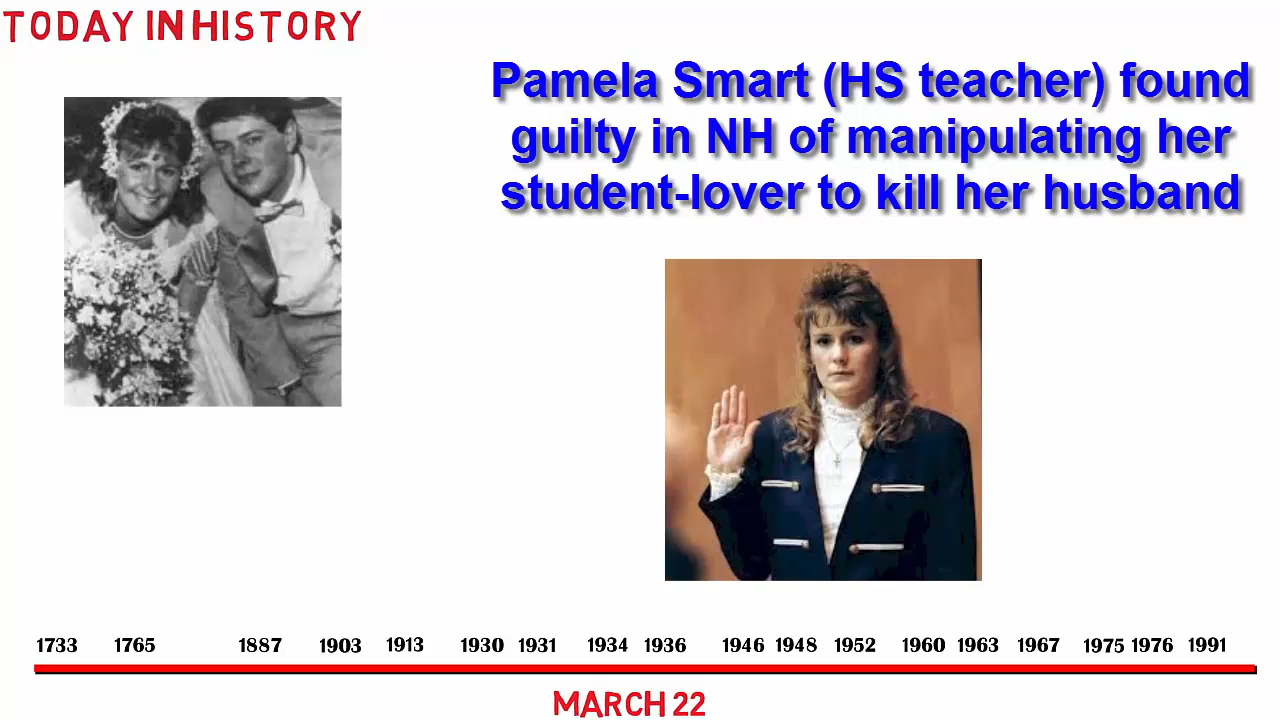 TODAY IN HISTORY
Pamela Smart (HS teacher) found
guilty in NH of manipulating her
student-lover to kill her husband
1733 1765 1887 1903 1913 1930 1931 1934 1936 1946 1948 1952 1960 1963 1967 1975 1976 1991
MARCH 22